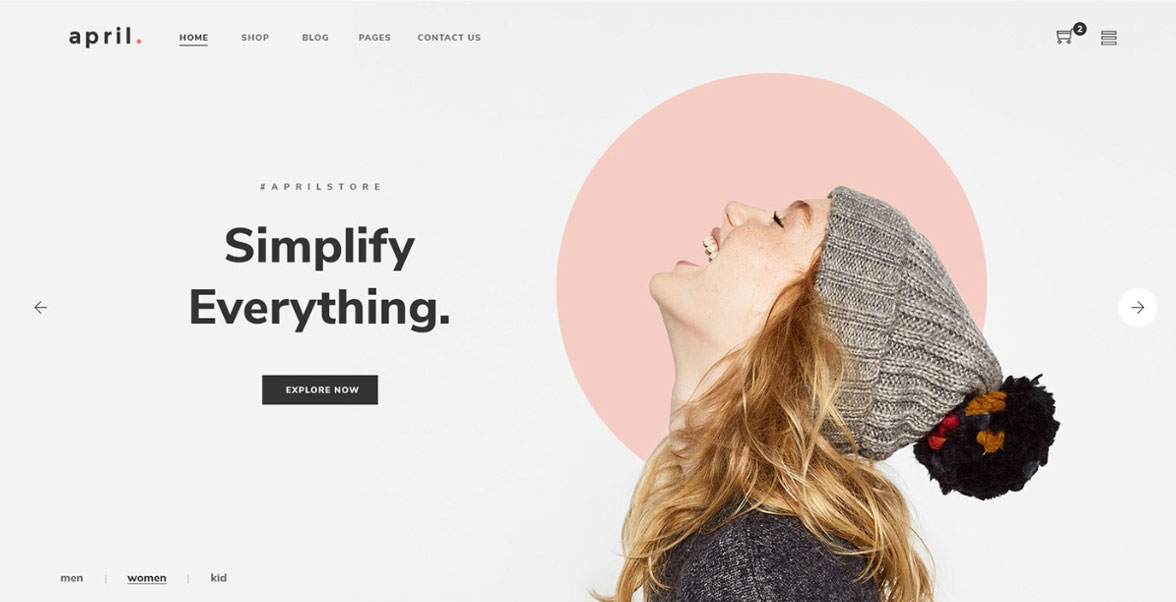 april.
HOME SHOP BLOG PAGES CONTACT US
2
#APRILSTORE
Simplify
Everything.
EXPLORE NOW
men | women | kid